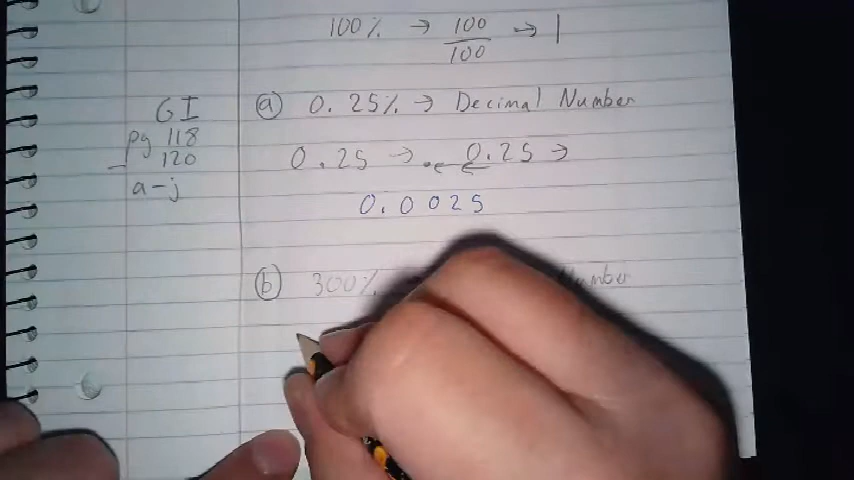 100% → 100/100 → 1
GI
pg 118
- 120
a-j
(a) 0.25% → Decimal Number
0.25 → . 0.25 →
0.0025
(b) 300% Number